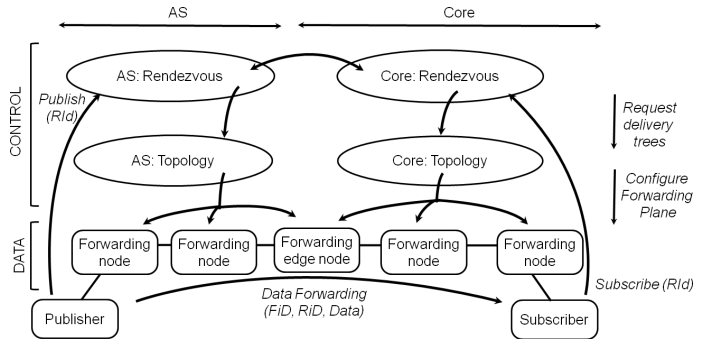 AS
Core
CONTROL
AS: Rendezvous
Core: Rendezvous
Publish
(RId)
Request
delivery
trees
AS: Topology
Core: Topology
Configure
Forwarding
Plane
DATA
Forwarding
node
Forwarding
node
Forwarding
edge node
Forwarding
node
Forwarding
node
Subscribe (RId)
Data Forwarding
(FiD, RiD, Data)
Publisher
Subscriber